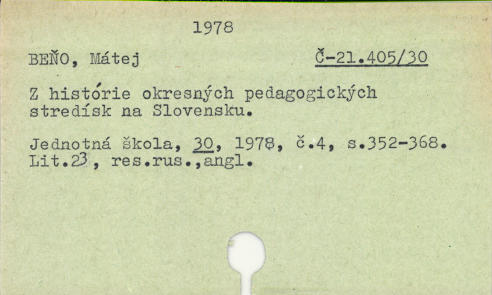 1978
BEŇO, Mátej Č-21.405/30
Z histórie okresných pedagogických
stredísk na Slovensku.
Jednotná škola, 30, 1978, č.4, s.352-368.
Lit.23, res.rus.,angl.